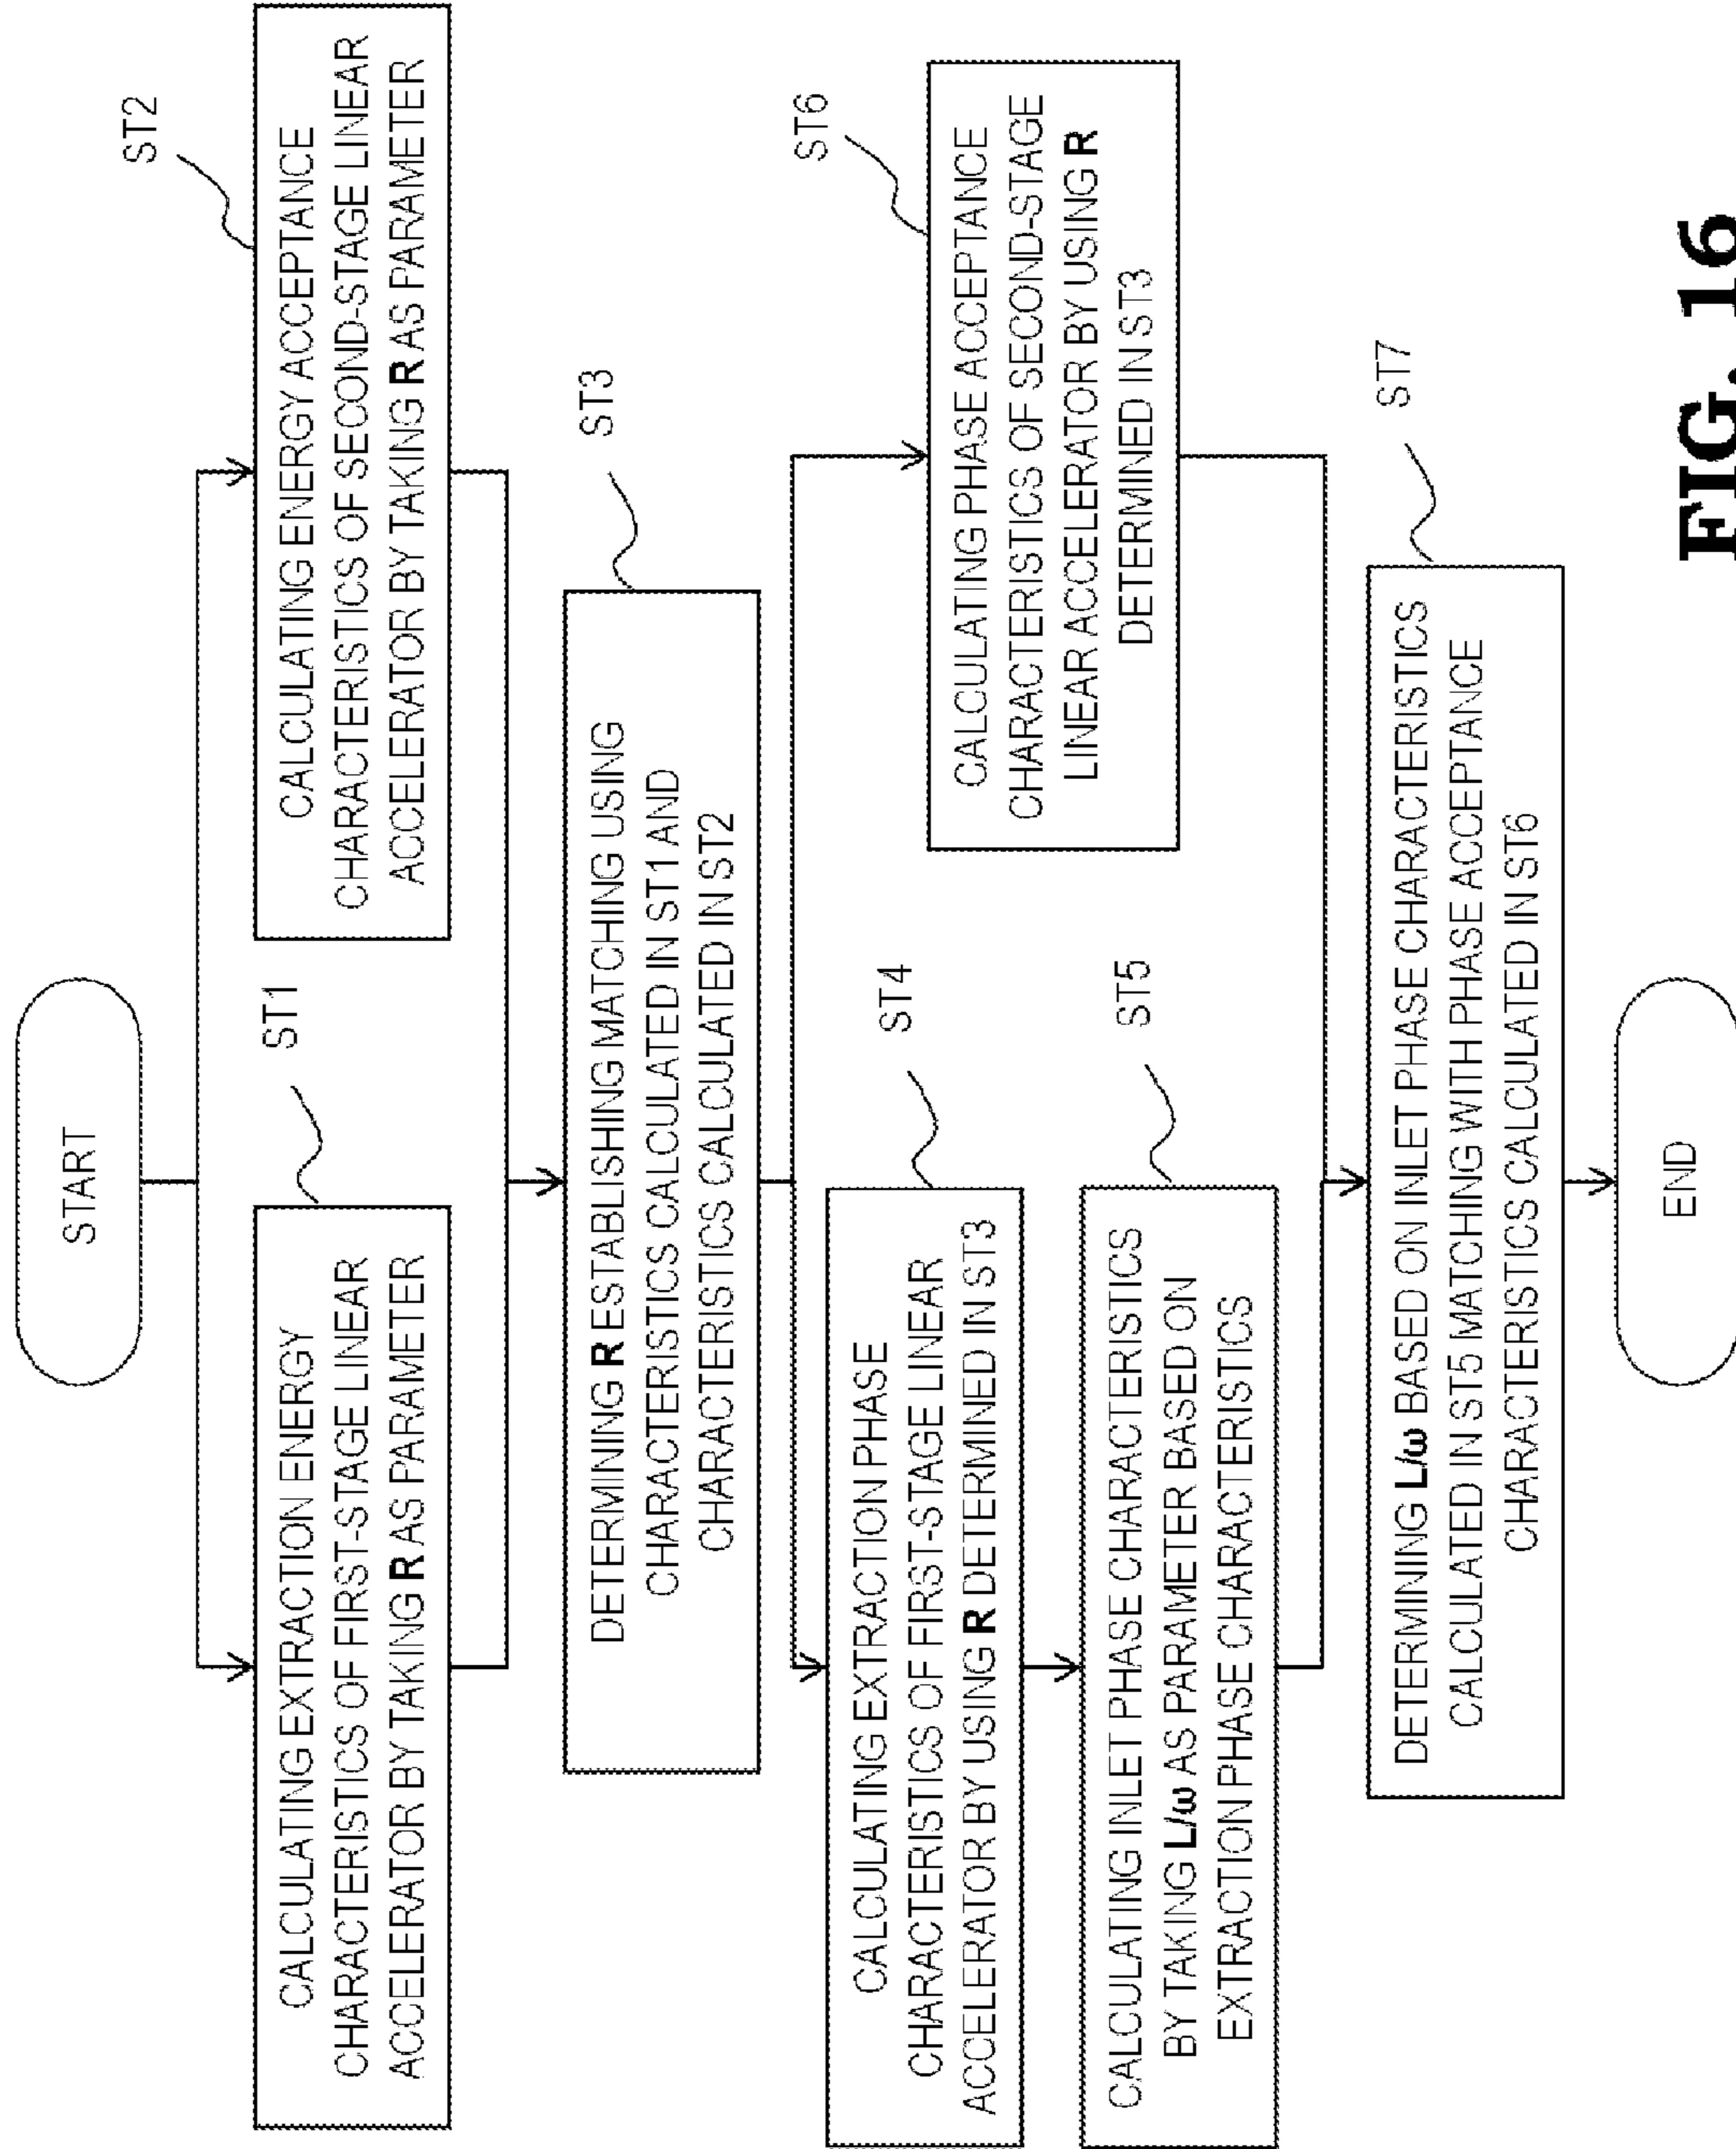 START
ST1
CALCULATING EXTRACTION ENERGY
CHARACTERISTICS OF FIRST-STAGE LINEAR
ACCELERATOR BY TAKING R AS PARAMETER
ST2
CALCULATING ENERGY ACCEPTANCE
CHARACTERISTICS OF SECOND-STAGE LINEAR
ACCELERATOR BY TAKING R AS PARAMETER
ST3
DETERMINING R ESTABLISHING MATCHING USING
CHARACTERISTICS CALCULATED IN ST1 AND
CHARACTERISTICS CALCULATED IN ST2
ST4
CALCULATING EXTRACTION PHASE
CHARACTERISTICS OF FIRST-STAGE LINEAR
ACCELERATOR BY USING R DETERMINED IN ST3
ST5
CALCULATING INLET PHASE CHARACTERISTICS
BY TAKING L/ω AS PARAMETER BASED ON
EXTRACTION PHASE CHARACTERISTICS
ST6
CALCULATING PHASE ACCEPTANCE
CHARACTERISTICS OF SECOND-STAGE
LINEAR ACCELERATOR BY USING R
DETERMINED IN ST3
ST7
DETERMINING L/ω BASED ON INLET PHASE CHARACTERISTICS
CALCULATED IN ST5 MATCHING WITH PHASE ACCEPTANCE
CHARACTERISTICS CALCULATED IN ST6
END
FIG. 16